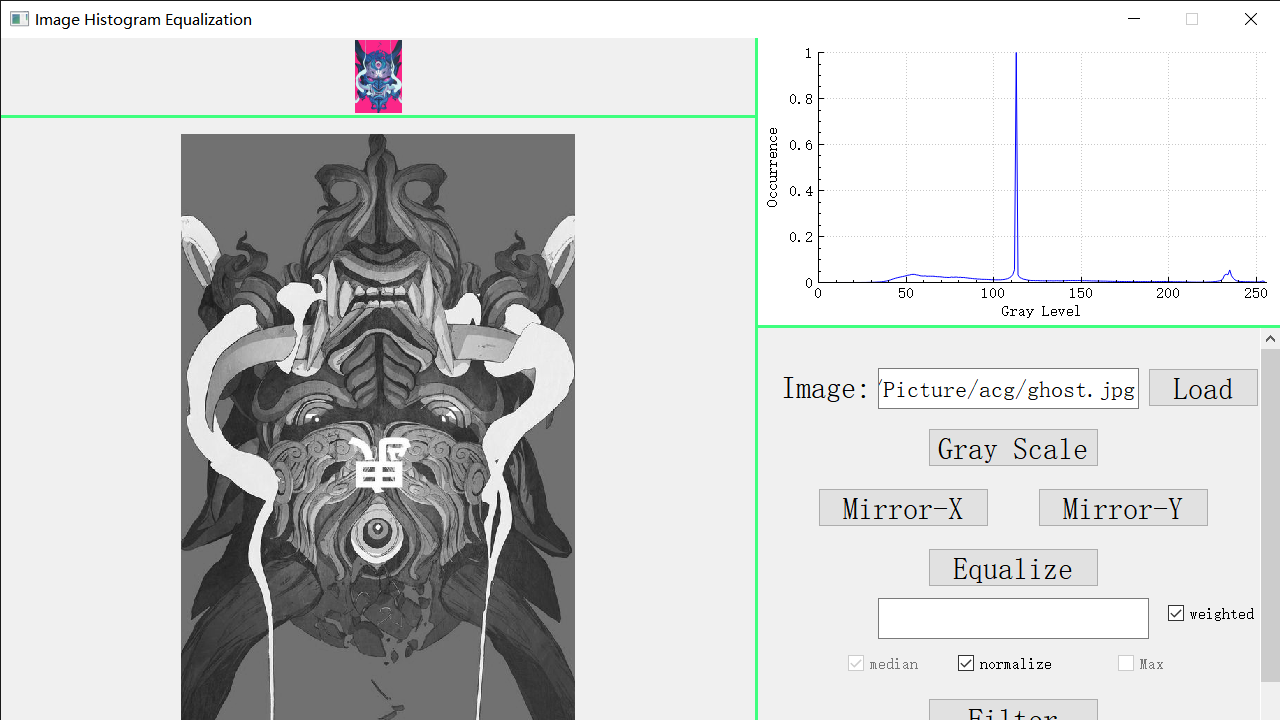 Image Histogram Equalization
1
0.8
0.6
0.4
0.2
0
Occurrence
0 50 100 150 200 250
Gray Level
Image: /Picture/acg/ghost.jpg Load
Gray Scale
Mirror-X Mirror-Y
Equalize
weighted
median normalize Max
Filter